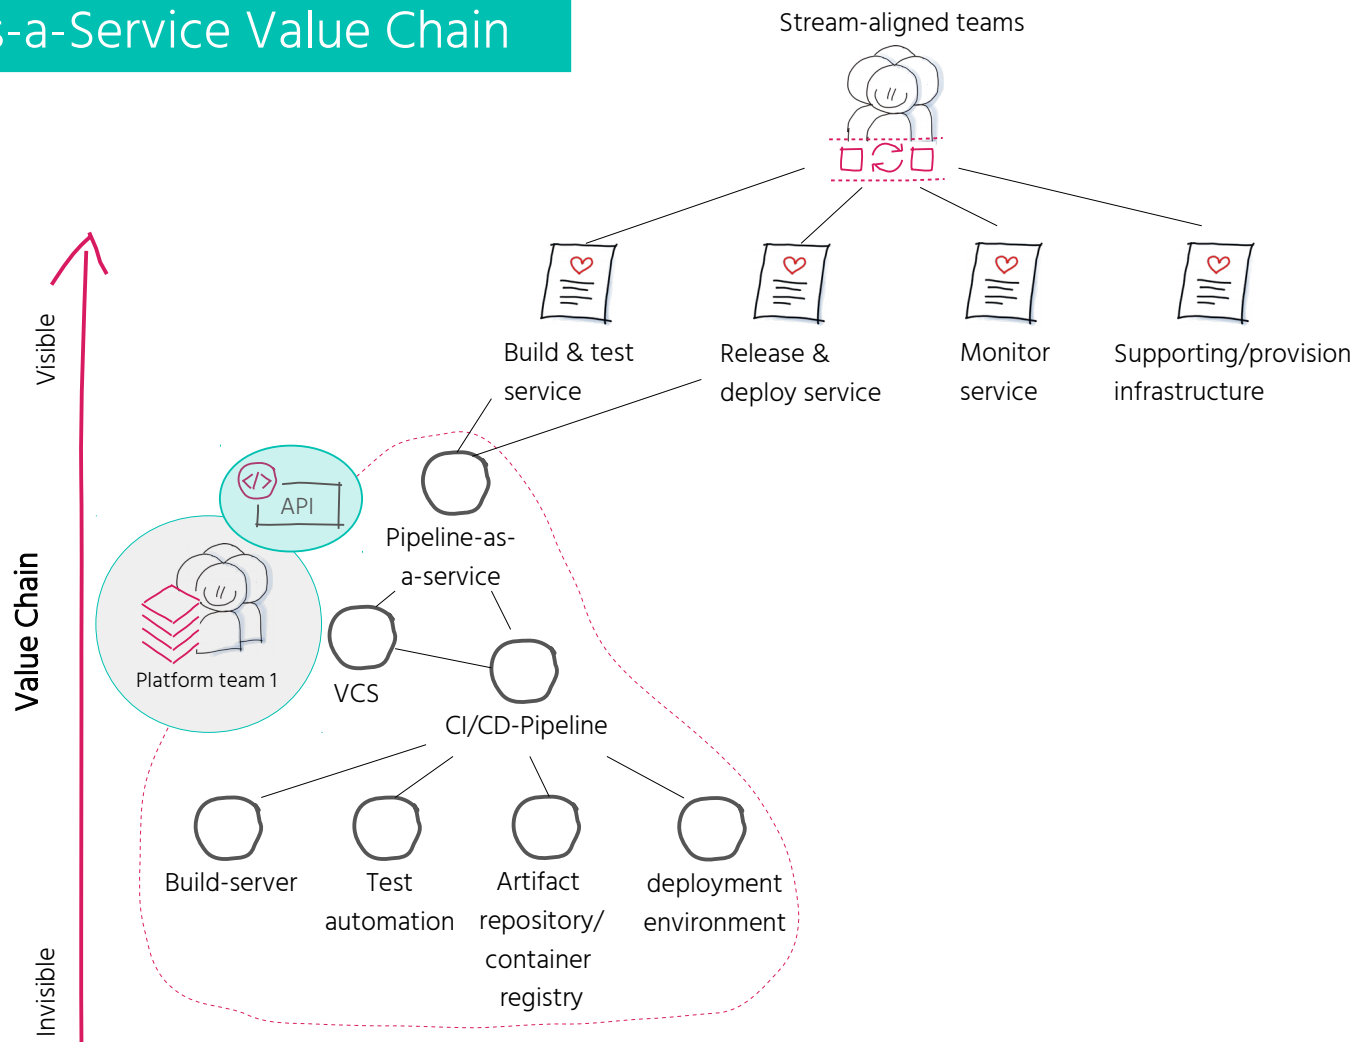 s-a-Service Value Chain
Stream-aligned teams
Build & test
service
Release &
deploy service
Monitor
service
Supporting/provision
infrastructure
Visible
Value Chain
Invisible
</>
API
Platform team 1
Pipeline-as-
a-service
VCS
CI/CD-Pipeline
Build-server
Test
automation
Artifact
repository/
container
registry
deployment
environment